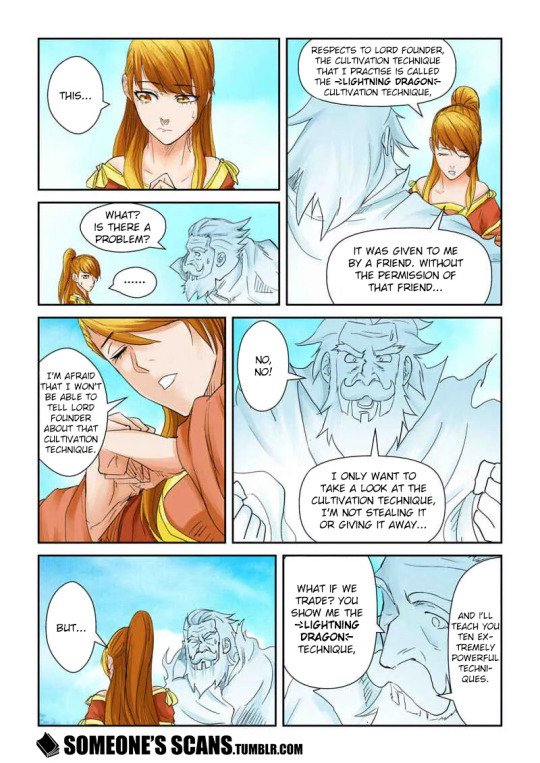 THIS...
RESPECTS TO LORD FOUNDER,
THE CULTIVATION TECHNIQUE
THAT I PRACTISE IS CALLED
THE ⊰LIGHTNING DRAGON⊱
CULTIVATION TECHNIQUE,
WHAT?
IS THERE A
PROBLEM?
......
IT WAS GIVEN TO ME
BY A FRIEND. WITHOUT
THE PERMISSION OF
THAT FRIEND...
I'M AFRAID
THAT I WON'T
BE ABLE TO
TELL LORD
FOUNDER
ABOUT THAT
CULTIVATION
TECHNIQUE.
NO,
NO!
I ONLY WANT TO
TAKE A LOOK AT THE
CULTIVATION TECHNIQUE,
I'M NOT STEALING IT
OR GIVING IT AWAY...
BUT...
WHAT IF WE
TRADE? YOU
SHOW ME THE
⊰LIGHTNING
DRAGON⊱
TECHNIQUE,
AND I'LL
TEACH YOU
TEN EX-
TREMELY
POWERFUL
TECHNI-
QUES.
SOMEONE'S SCANS.TUMBLR.COM